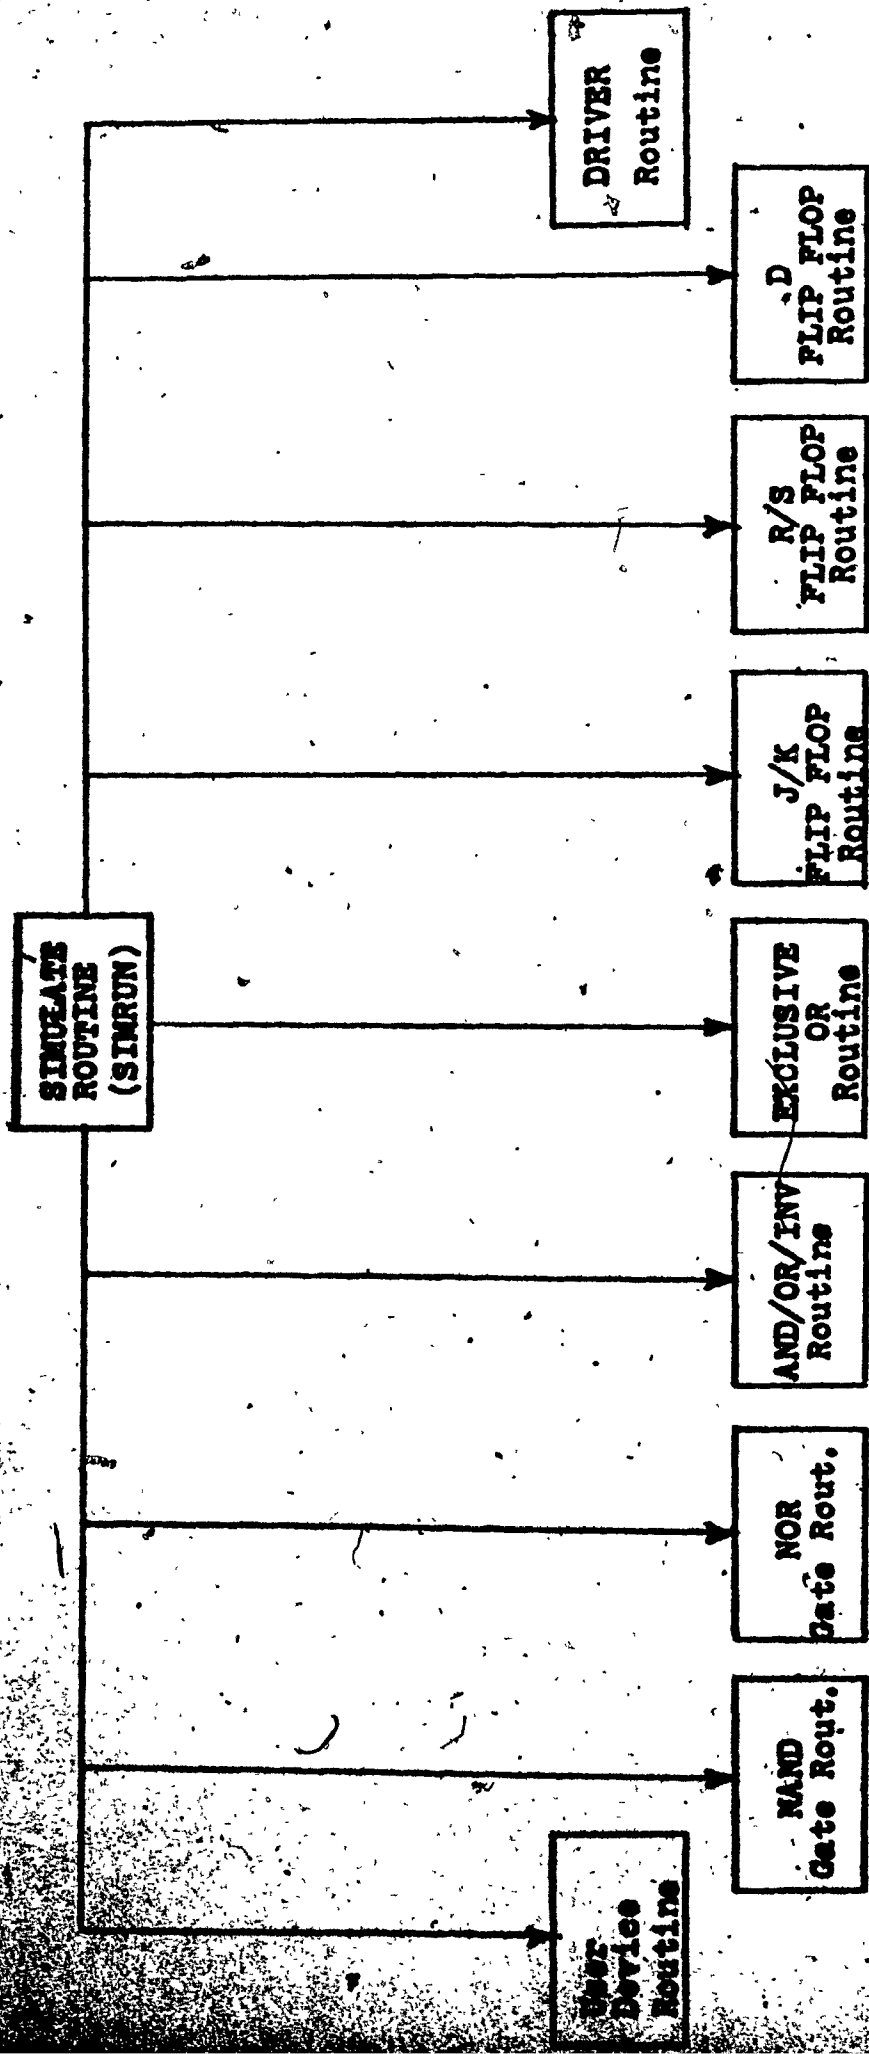 SIMULATE
ROUTINE
(SIMRUN)
User
Device
Routine
NAND
Gate Rout.
NOR
Gate Rout.
AND/OR/INV
Routine
EXCLUSIVE
OR
Routine
J/K
FLIP FLOP
Routine
R/S
FLIP FLOP
Routine
D
FLIP FLOP
Routine
DRIVER
Routine